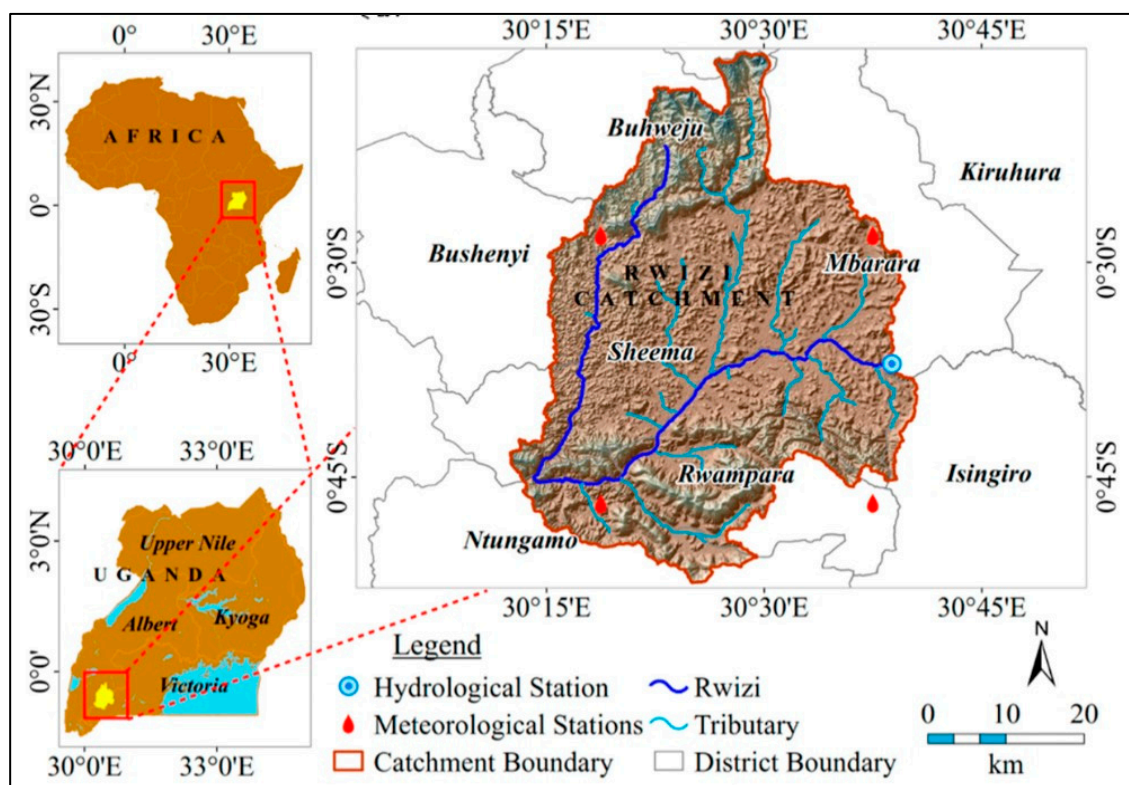 0° 30°E
30°N
0°
30°S
AFRICA
0° 30°E
30°0'E 33°0'E
3°0'N
0°0'
Upper Nile
UGANDA
Albert
Kyoga
Victoria
30°0'E 33°0'E
30°15'E 30°30'E 30°45'E
0°30'S
0°45'S
Buhweju
Kiruhura
Bushenyi
Mbarara
RWIZI
CATCHMENT
Sheema
Rwampara
Isingiro
Ntungamo
0°30'S
0°45'S
30°15'E 30°30'E 30°45'E
Legend
Hydrological Station
Meteorological Stations
Catchment Boundary
Rwizi
Tributary
District Boundary
N
0 10 20
km